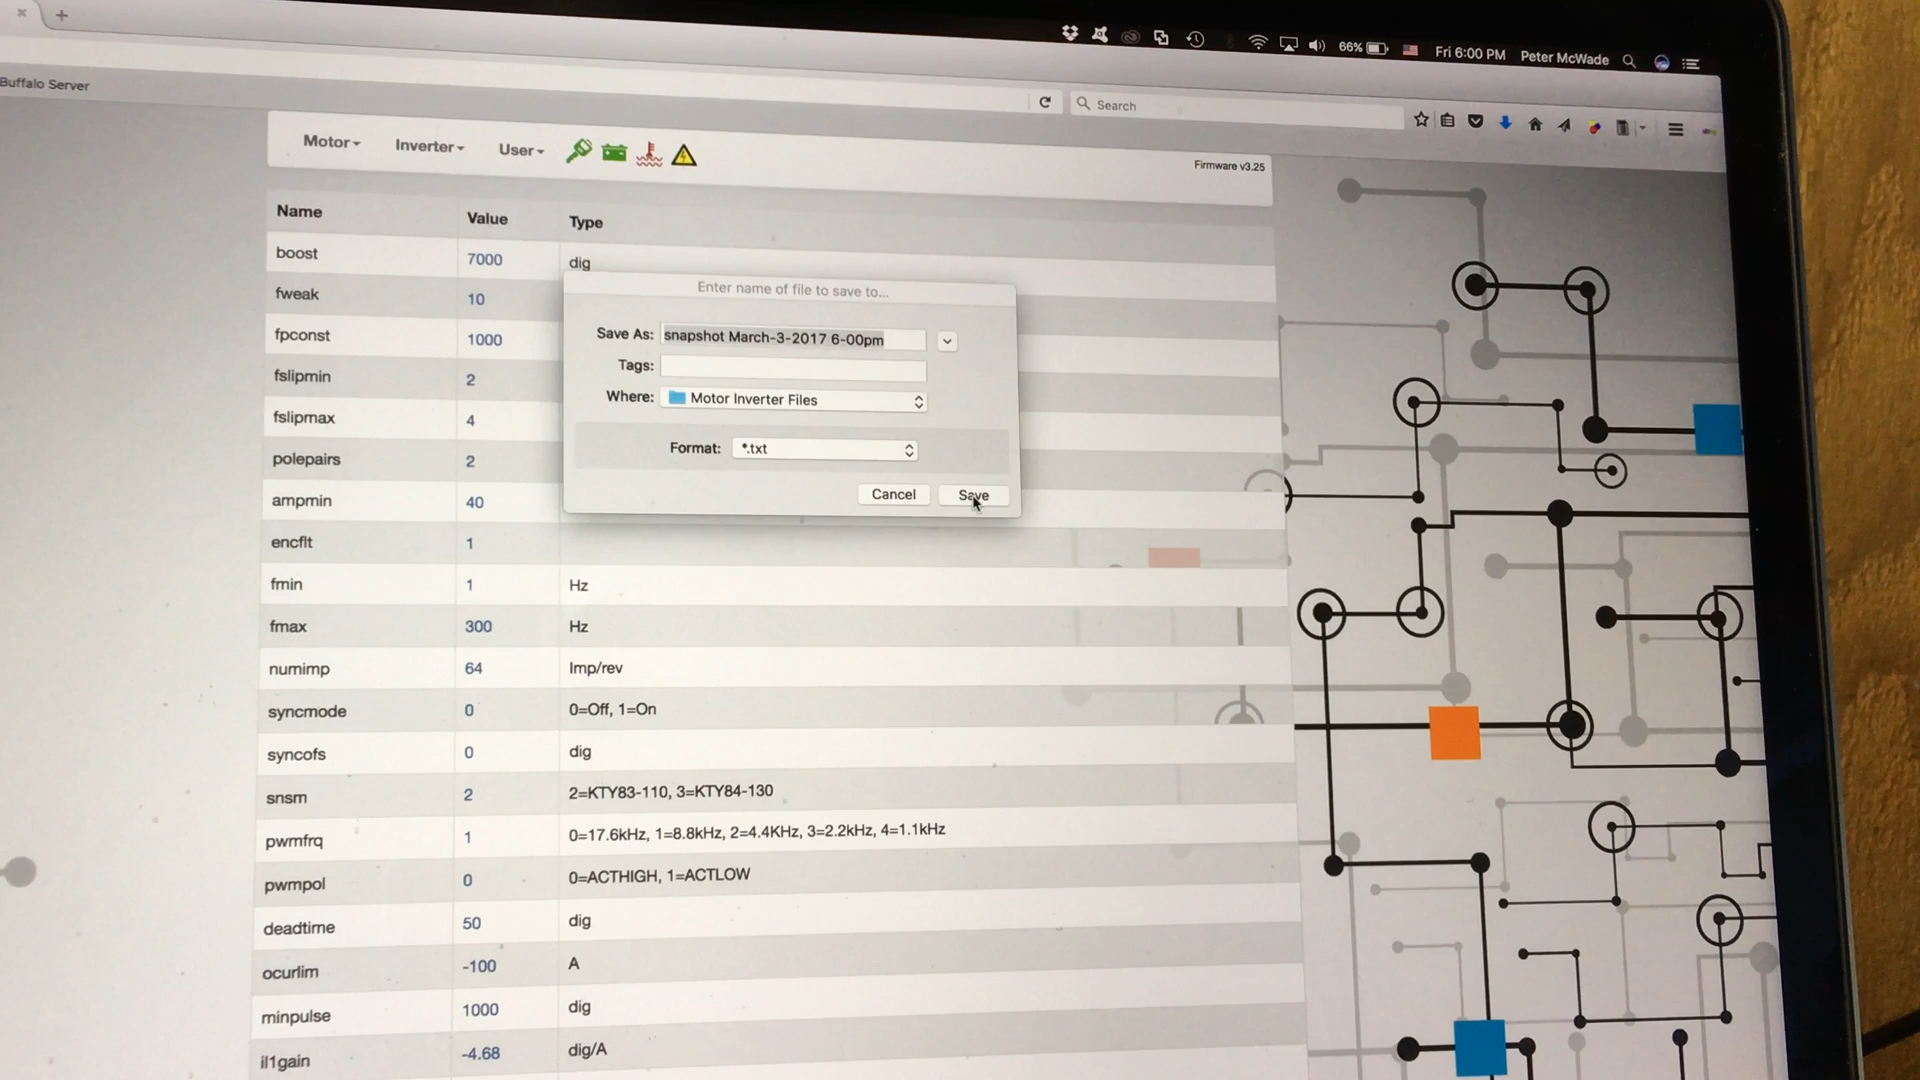 66% Fri 6:00 PM Peter McWade
Buffalo Server
Search
Motor Inverter User
Firmware v3.25
Name Value Type
boost 7000 dig
fweak 10
fpconst 1000
fslipmin 2
fslipmax 4
polepairs 2
ampmin 40
encflt 1
fmin 1 Hz
fmax 300 Hz
numimp 64 Imp/rev
syncmode 0 0=Off, 1=On
syncofs 0 dig
snsm 2 2=KTY83-110, 3=KTY84-130
pwmfrq 1 0=17.6kHz, 1=8.8kHz, 2=4.4KHz, 3=2.2kHz, 4=1.1kHz
pwmpol 0 0=ACTHIGH, 1=ACTLOW
deadtime 50 dig
ocurlim -100 A
minpulse 1000 dig
il1gain -4.68 dig/A
Enter name of file to save to...
Save As: snapshot March-3-2017 6-00pm
Tags:
Where: Motor Inverter Files
Format: *.txt
Cancel Save